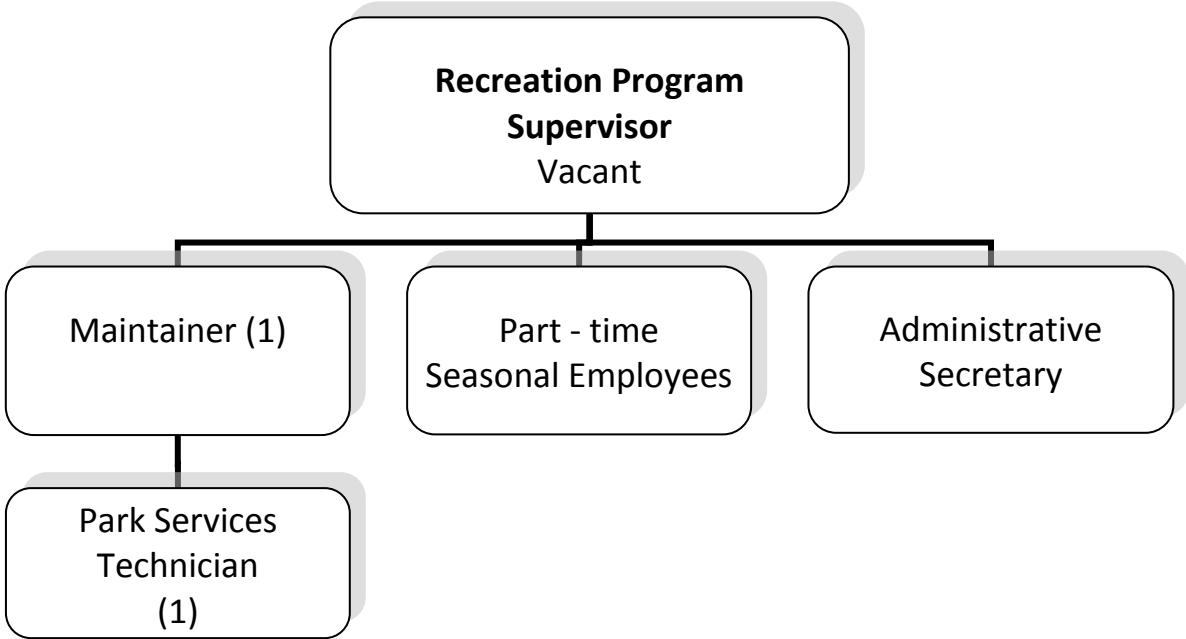 Recreation Program
Supervisor
Vacant
Maintainer (1)
Part - time
Seasonal Employees
Administrative
Secretary
Park Services
Technician
(1)